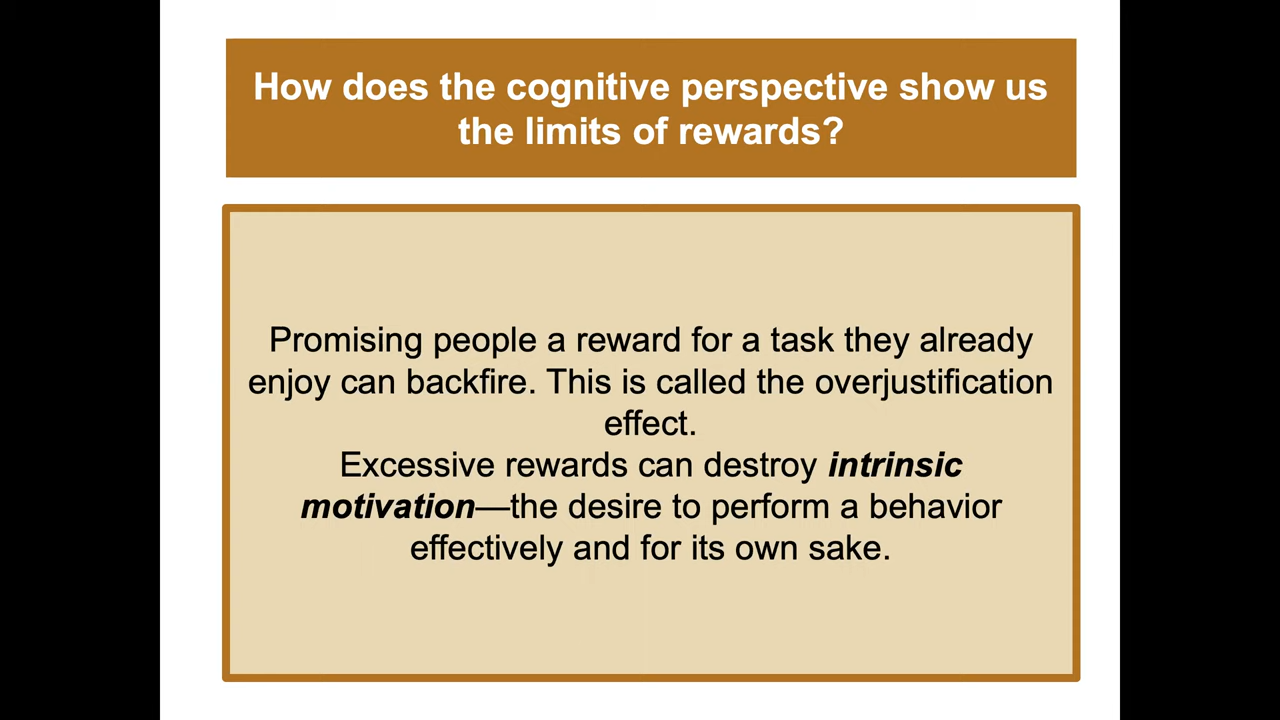 How does the cognitive perspective show us
the limits of rewards?
Promising people a reward for a task they already
enjoy can backfire. This is called the overjustification
effect.
Excessive rewards can destroy intrinsic
motivation—the desire to perform a behavior
effectively and for its own sake.